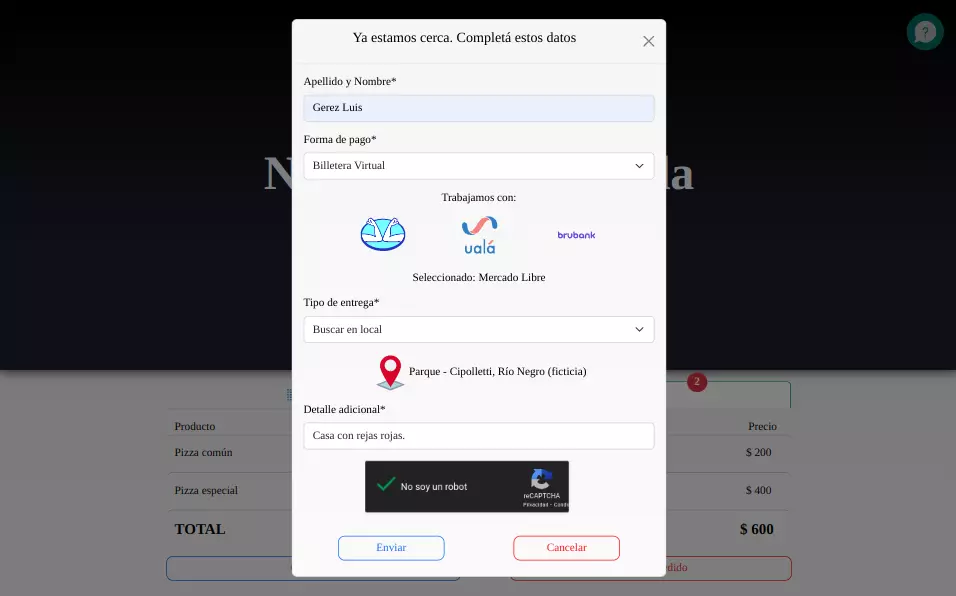 Ya estamos cerca. Completá estos datos
?
Apellido y Nombre*
Gerez Luis
Forma de pago*
Billetera Virtual
Trabajamos con:
ualá
brubank
Seleccionado: Mercado Libre
Tipo de entrega*
Buscar en local
Parque - Cipolletti, Río Negro (ficticia)
2
Detalle adicional*
Producto
Precio
Casa con rejas rojas.
Pizza común
$ 200
No soy un robot
reCAPTCHA
Privacidad - Cond
Pizza especial
$ 400
TOTAL
$ 600
Enviar
Cancelar